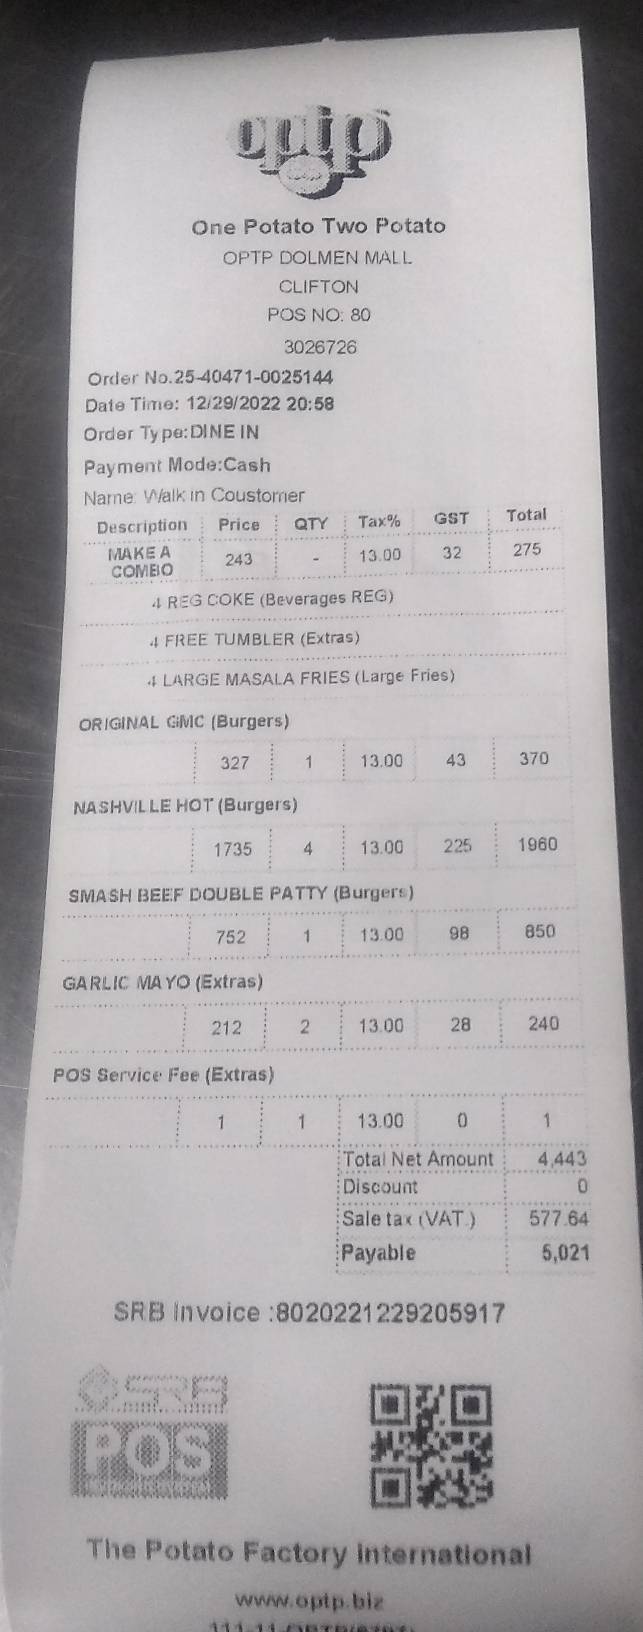 optp
One Potato Two Potato
OPTP DOLMEN MALL
CLIFTON
POS NO: 80
3026726
Order No.25-40471-0025144
Date Time: 12/29/2022 20:58
Order Type:DINE IN
Payment Mode:Cash
Name: Walk in Coustomer
Description Price QTY Tax% GST Total
MAKE A COMBO 243 - 13.00 32 275
4 REG COKE (Beverages REG)
4 FREE TUMBLER (Extras)
4 LARGE MASALA FRIES (Large Fries)
ORIGINAL GMC (Burgers)
327 1 13.00 43 370
NASHVILLE HOT (Burgers)
1735 4 13.00 225 1960
SMASH BEEF DOUBLE PATTY (Burgers)
752 1 13.00 98 850
GARLIC MAYO (Extras)
212 2 13.00 28 240
POS Service Fee (Extras)
1 1 13.00 0 1
Total Net Amount 4,443
Discount 0
Sale tax (VAT.) 577.64
Payable 5,021
SRB Invoice :8020221229205917
SRB
POS
The Potato Factory International
www.optp.biz